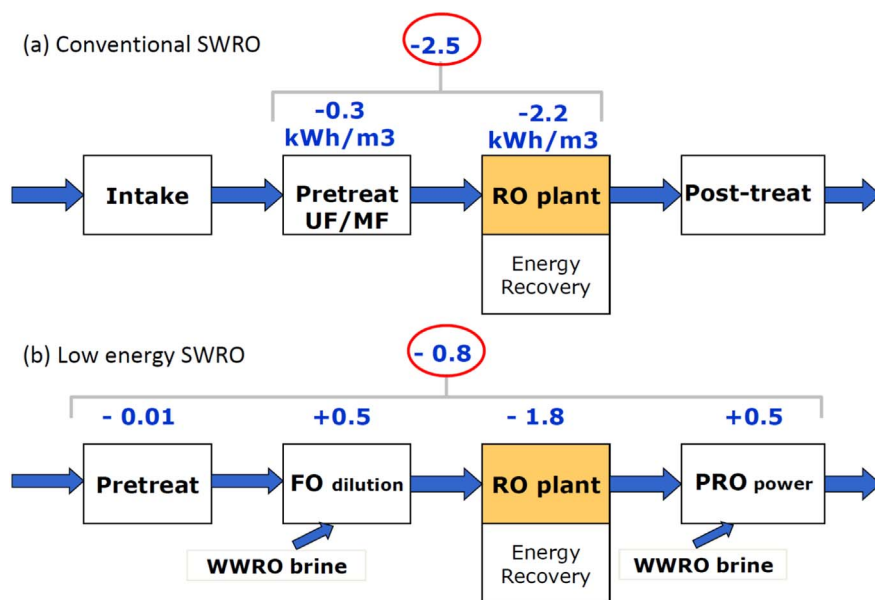 (a) Conventional SWRO
-2.5
-0.3
kWh/m3
-2.2
kWh/m3
Intake
Pretreat
UF/MF
RO plant
Post-treat
Energy
Recovery
(b) Low energy SWRO
- 0.8
- 0.01
+0.5
- 1.8
+0.5
Pretreat
FO dilution
RO plant
PRO power
WWRO brine
Energy
Recovery
WWRO brine